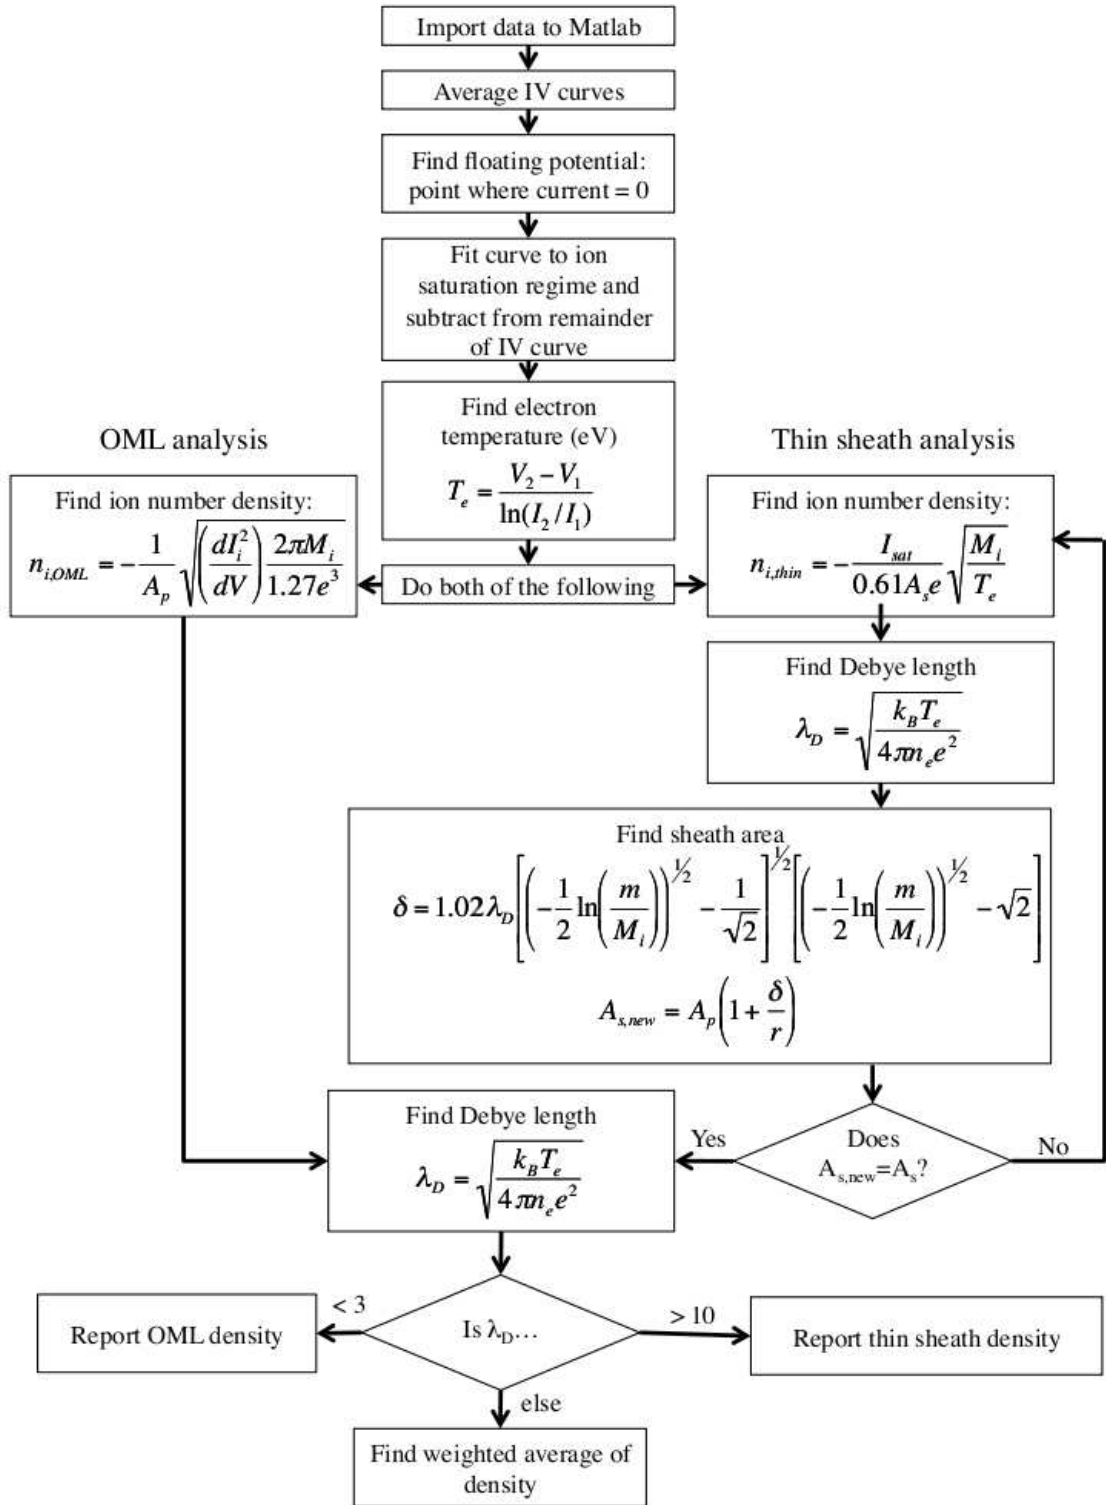 Import data to Matlab
Average IV curves
Find floating potential:
point where current = 0
Fit curve to ion
saturation regime and
subtract from remainder
of IV curve
Find electron
temperature (eV)
T_e = (V_2 − V_1) / ln(I_2 / I_1)
Do both of the following
OML analysis
Find ion number density:
n_{i,OML} = −(1/A_p) √((dI_i^2/dV) (2πM_i / 1.27e^3))
Thin sheath analysis
Find ion number density:
n_{i,thin} = −(I_{sat} / 0.61A_s e) √(M_i / T_e)
Find Debye length
λ_D = √(k_B T_e / 4πn_e e^2)
Find sheath area
δ = 1.02λ_D [(−(1/2) ln(m/M_i))^{1/2} − 1/√2]^{1/2} [(−(1/2) ln(m/M_i))^{1/2} − √2]
A_{s,new} = A_p(1 + δ/r)
Does
A_{s,new}=A_s?
Yes
No
Find Debye length
λ_D = √(k_B T_e / 4πn_e e^2)
Is λ_D…
< 3
> 10
else
Report OML density
Report thin sheath density
Find weighted average of
density